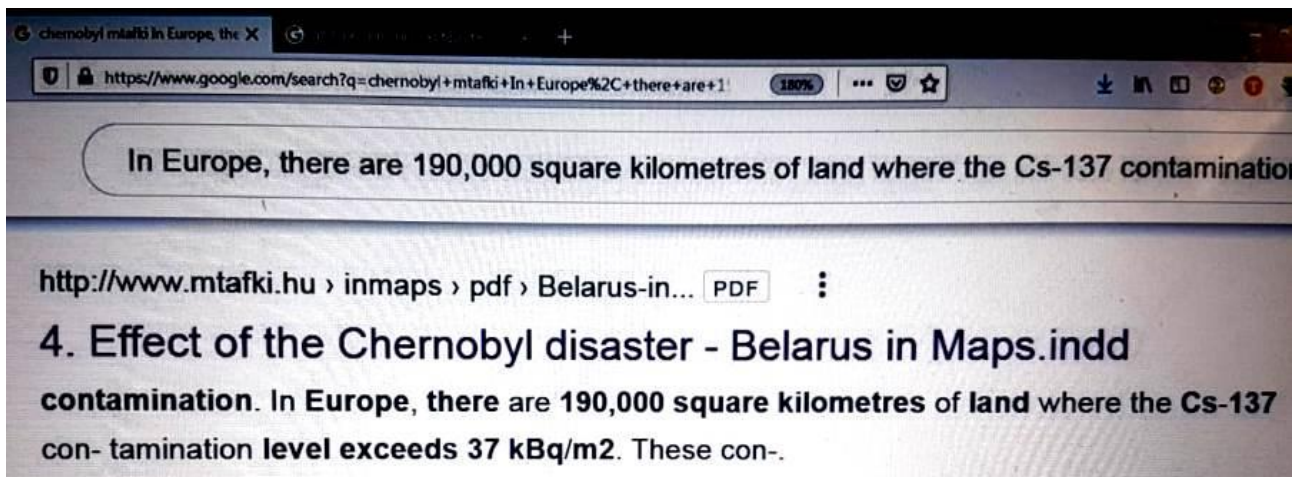 chernobyl mtafki In Europe, the
https://www.google.com/search?q=chernobyl+mtafki+In+Europe%2C+there+are+1
180%
In Europe, there are 190,000 square kilometres of land where the Cs-137 contamination
http://www.mtafki.hu › inmaps › pdf › Belarus-in... PDF
4. Effect of the Chernobyl disaster - Belarus in Maps.indd
contamination. In Europe, there are 190,000 square kilometres of land where the Cs-137
con- tamination level exceeds 37 kBq/m2. These con-.